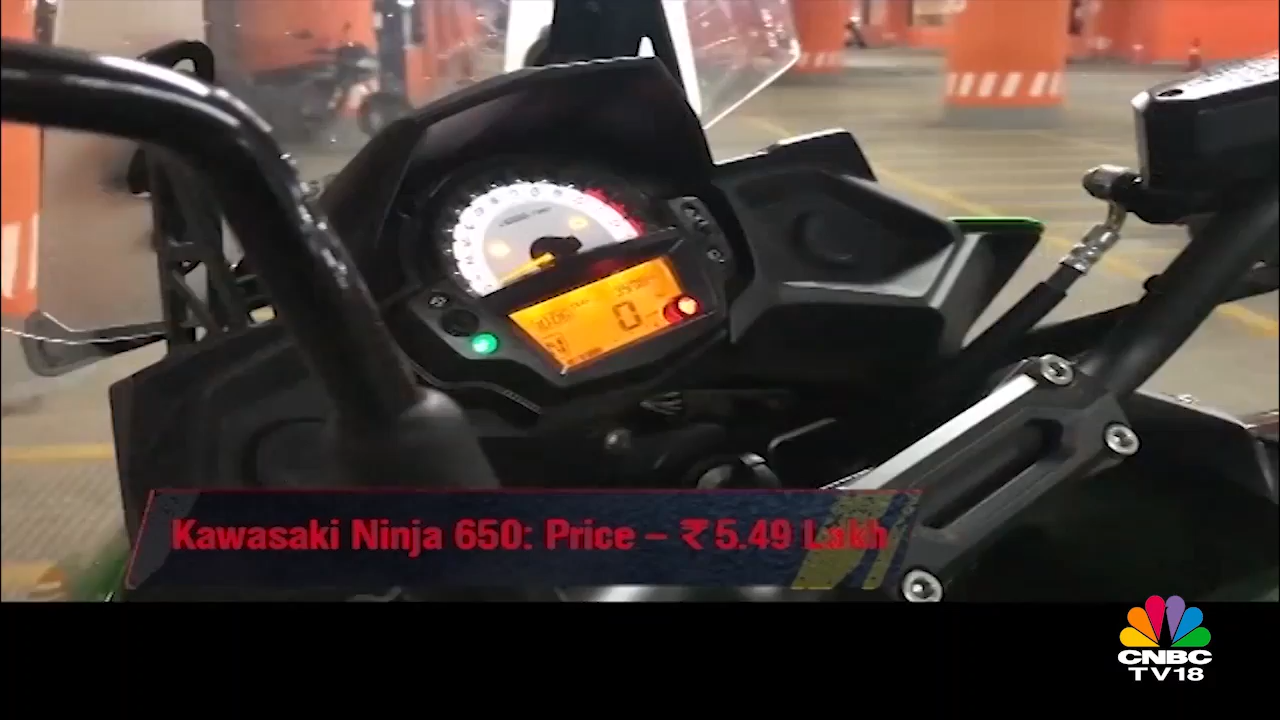 Kawasaki Ninja 650: Price – ₹ 5.49 Lakh
CNBC
TV18